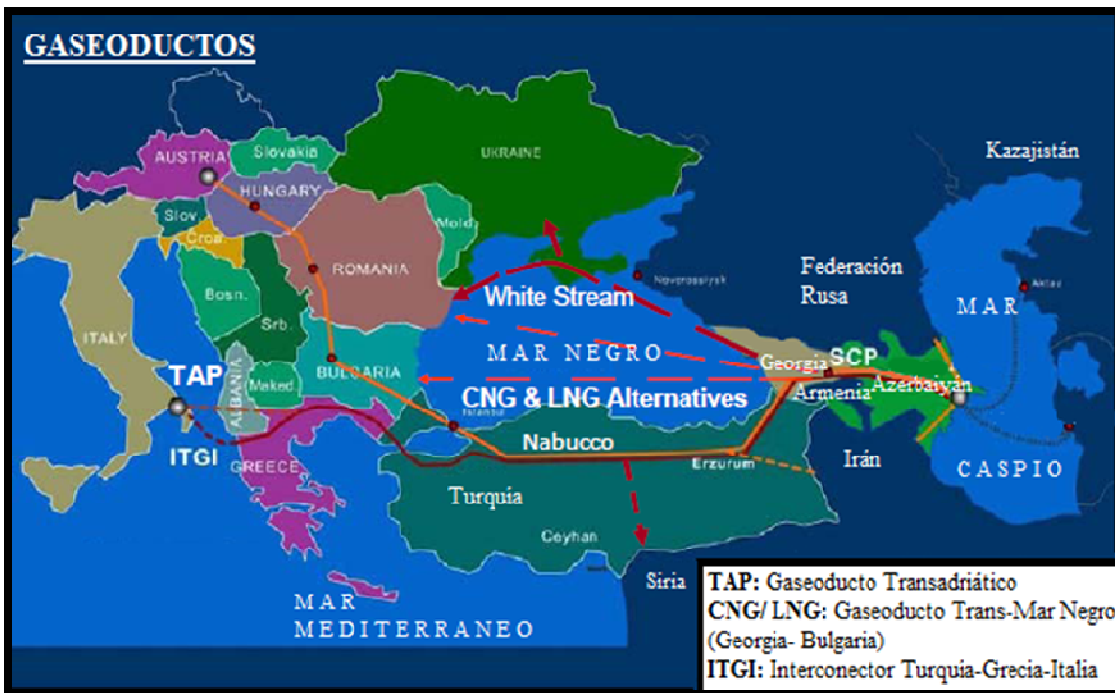 GASEODUCTOS
AUSTRIA
Slovakia
UKRAINE
Kazajistán
HUNGARY
Slov.
Croa.
Mold.
ROMANIA
Novorossiysk
Federación
Rusa
Aktau
Bosn.
White Stream
MAR
Srb.
ITALY
MAR NEGRO
Georgia
SCP
TAP
ALBANIA
Maked.
BULGARIA
CNG & LNG Alternatives
Armenia
Azerbaiyán
Istanbul
ITGI
GREECE
Nabucco
Erzurum
Irán
CASPIO
Turquía
Ceyhan
Siria
MAR
MEDITERRANEO
TAP: Gaseoducto Transadriático
CNG/ LNG: Gaseoducto Trans-Mar Negro
(Georgia- Bulgaria)
ITGI: Interconector Turquia-Grecia-Italia